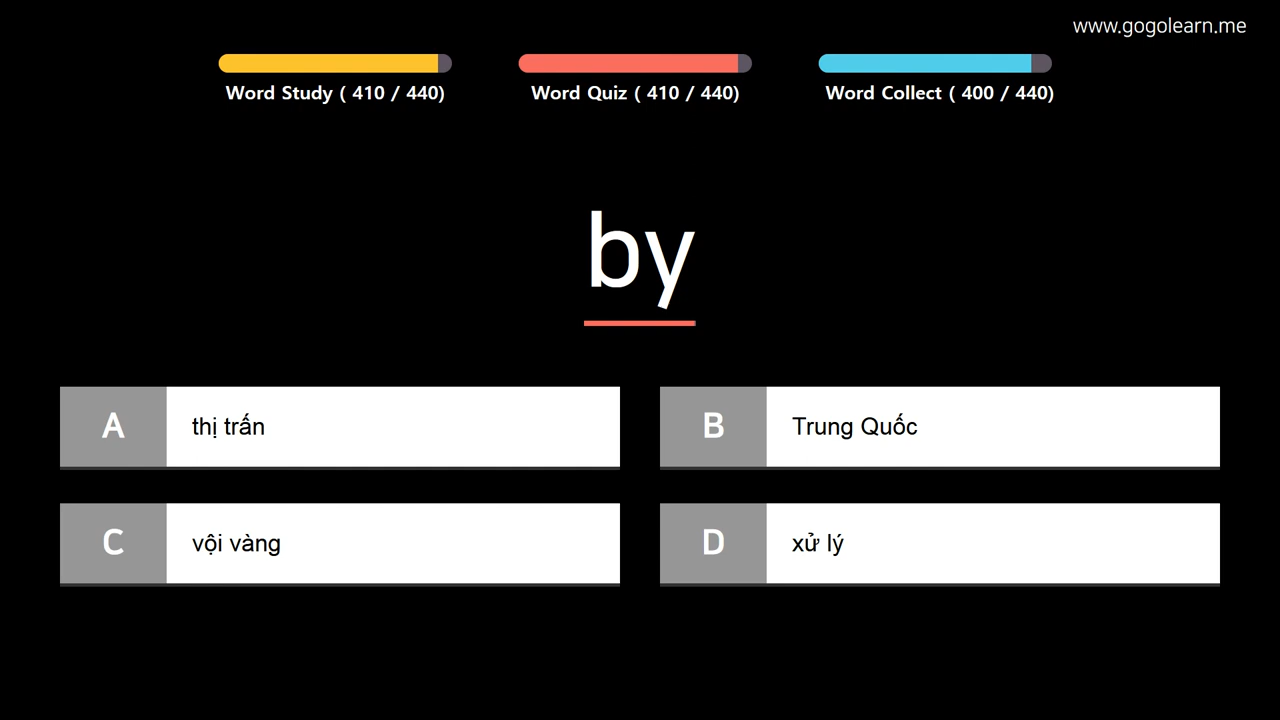 www.gogolearn.me
Word Study ( 410 / 440)
Word Quiz ( 410 / 440)
Word Collect ( 400 / 440)
by
A thị trấn
B Trung Quốc
C vội vàng
D xử lý